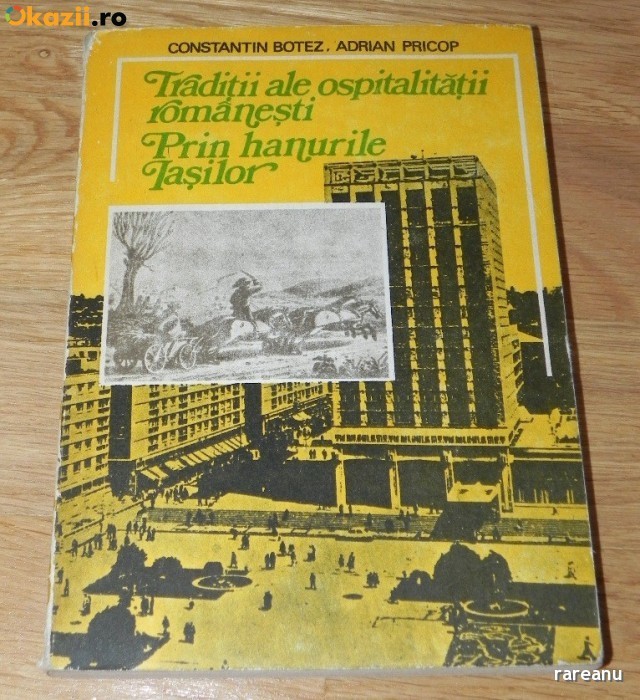 Okazii.ro
CONSTANTIN BOTEZ, ADRIAN PRICOP
Tradiții ale ospitalității
românești
Prin hanurile
Iașilor
rareanu